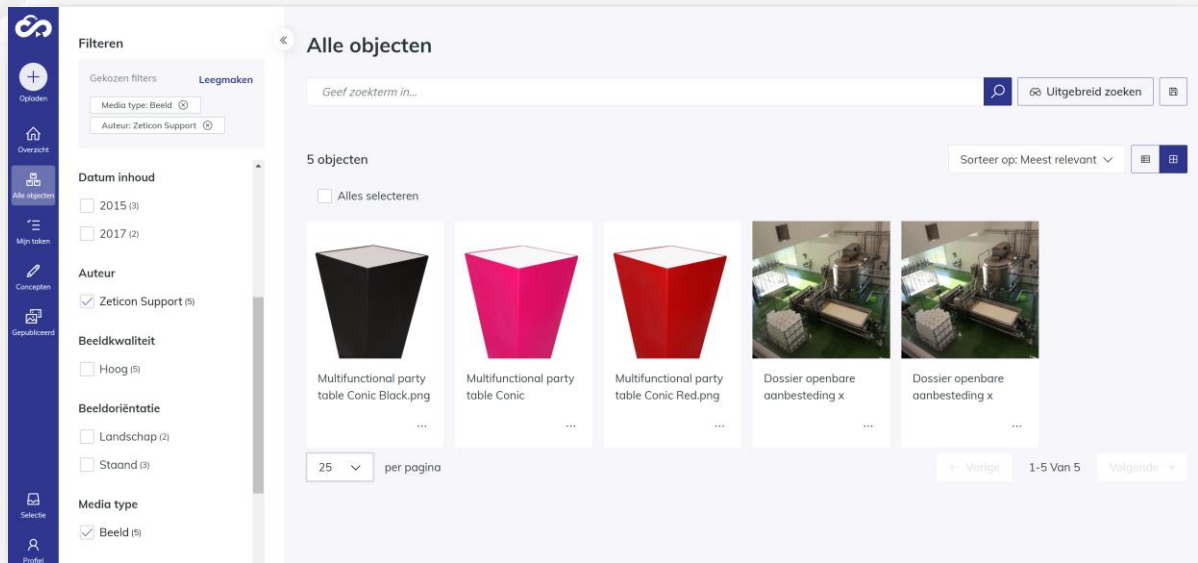 Opladen
Overzicht
Alle objecten
Mijn taken
Concepten
Gepubliceerd
Selectie
Profiel
Filteren
Gekozen filters Leegmaken
Media type: Beeld
Auteur: Zeticon Support
Datum inhoud
2015 (3)
2017 (2)
Auteur
Zeticon Support (5)
Beeldkwaliteit
Hoog (5)
Beeldoriëntatie
Landschap (2)
Staand (3)
Media type
Beeld (5)
Alle objecten
Geef zoekterm in...
Uitgebreid zoeken
5 objecten
Sorteer op: Meest relevant
Alles selecteren
Multifunctional party
table Conic Black.png
...
Multifunctional party
table Conic
...
Multifunctional party
table Conic Red.png
...
Dossier openbare
aanbesteding x
...
Dossier openbare
aanbesteding x
...
25 per pagina
← Vorige 1-5 Van 5 Volgende →